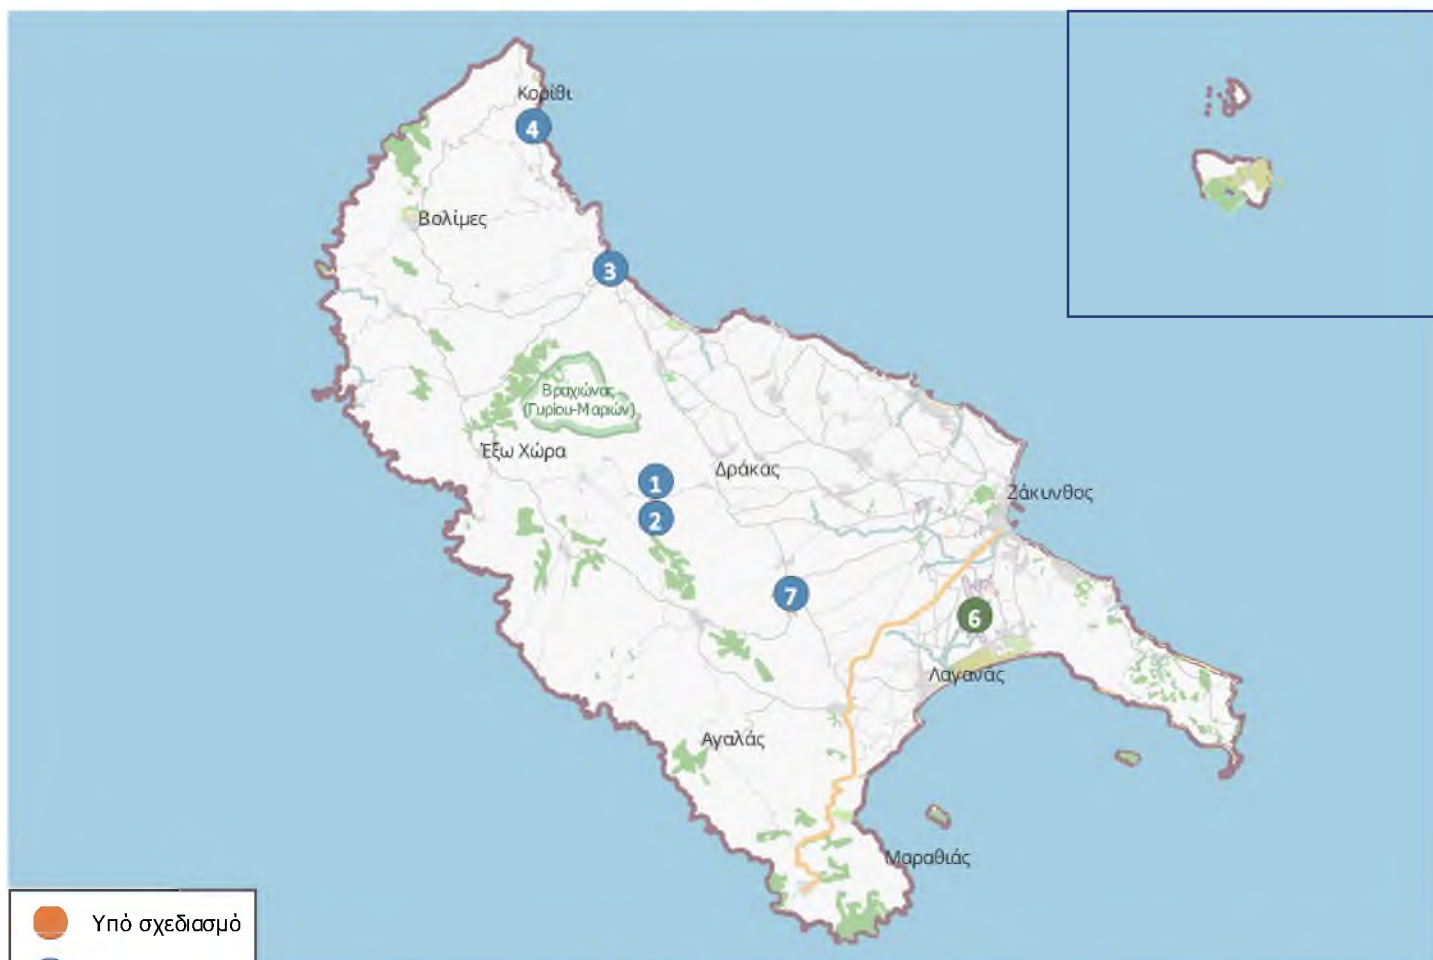 Κορίθι
4
Βολίμες
3
Βραχιώνας
(Γυρίου-Μαριών)
Έξω Χώρα
Δράκας
1
Ζάκυνθος
2
7
6
Λαγανάς
Αγαλάς
Μαραθιάς
Υπό σχεδιασμό